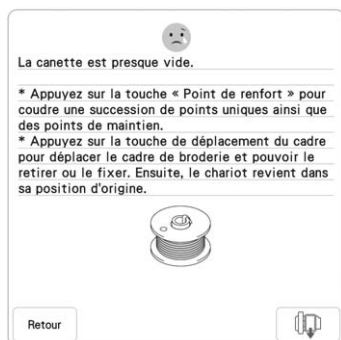 La canette est presque vide.
* Appuyez sur la touche « Point de renfort » pour
coudre une succession de points uniques ainsi que
des points de maintien.
* Appuyez sur la touche de déplacement du cadre
pour déplacer le cadre de broderie et pouvoir le
retirer ou le fixer. Ensuite, le chariot revient dans
sa position d'origine.
Retour